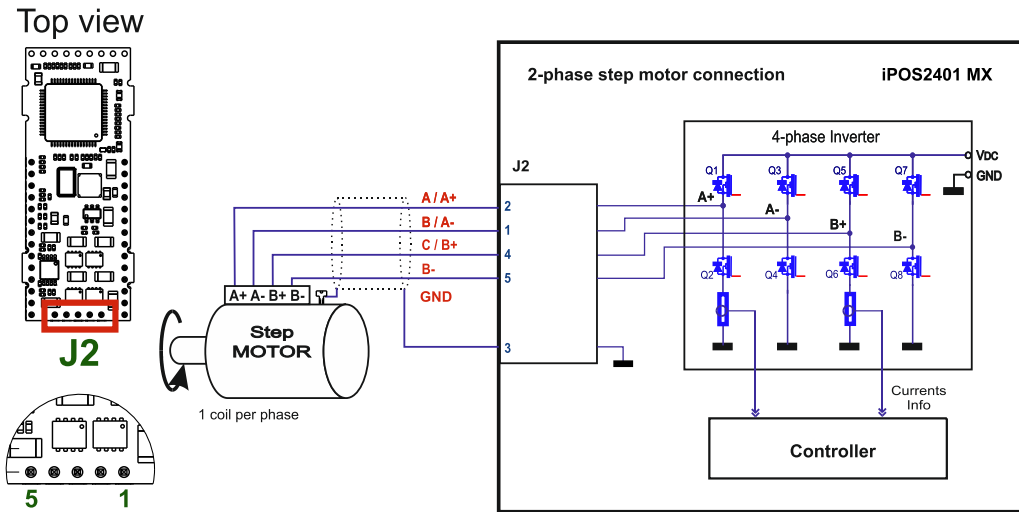 Top view
J2
5 1
2-phase step motor connection
iPOS2401 MX
4-phase Inverter
J2
VDC
GND
Q1
Q3
Q5
Q7
A+
A-
B+
B-
Q2
Q4
Q6
Q8
A / A+
B / A-
C / B+
B-
GND
2
1
4
5
3
A+ A- B+ B-
Step
MOTOR
1 coil per phase
Currents
Info
Controller